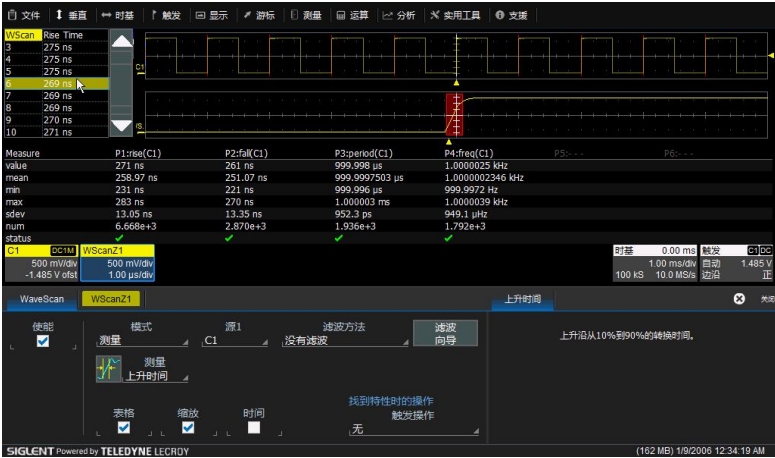 文件 垂直 时基 触发 显示 游标 测量 运算 分析 实用工具 支援
WScan Rise Time
3 275 ns
4 275 ns
5 275 ns
6 269 ns
7 269 ns
8 269 ns
9 270 ns
10 271 ns
C1
Measure P1:rise(C1) P2:fall(C1) P3:period(C1) P4:freq(C1) P5:- - - P6:- - -
value 271 ns 261 ns 999.998 µs 1.0000025 kHz
mean 258.97 ns 251.07 ns 999.9997503 µs 1.0000002346 kHz
min 231 ns 221 ns 999.996 µs 999.9972 Hz
max 283 ns 270 ns 1.000003 ms 1.0000039 kHz
sdev 13.05 ns 13.35 ns 952.3 ps 949.1 µHz
num 6.668e+3 2.870e+3 1.936e+3 1.792e+3
status
C1 DC1M WScanZ1 时基 0.00 ms 触发 C1 DC
500 mV/div 500 mV/div 1.00 ms/div 自动 1.485 V
-1.485 V ofst 1.00 µs/div 100 kS 10.0 MS/s 边沿 正
WaveScan WScanZ1 上升时间 关闭
使能 模式 源1 滤波方法 滤波
测量 C1 没有滤波 向导
上升沿从10%到90%的转换时间。
测量
上升时间
找到特性时的操作
表格 缩放 时间 触发操作
无
SIGLENT Powered by TELEDYNE LECROY (162 MB) 1/9/2006 12:34:19 AM